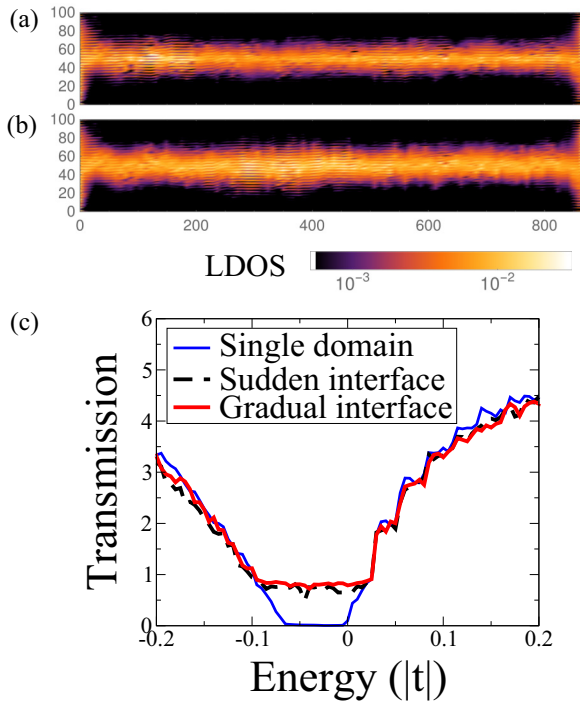 (a)
100
80
60
40
20
0
(b)
100
80
60
40
20
0
0 200 400 600 800
LDOS
10⁻³ 10⁻²
(c)
6
5
4
3
2
1
0
Transmission
Single domain
Sudden interface
Gradual interface
-0.2 -0.1 0 0.1 0.2
Energy (|t|)